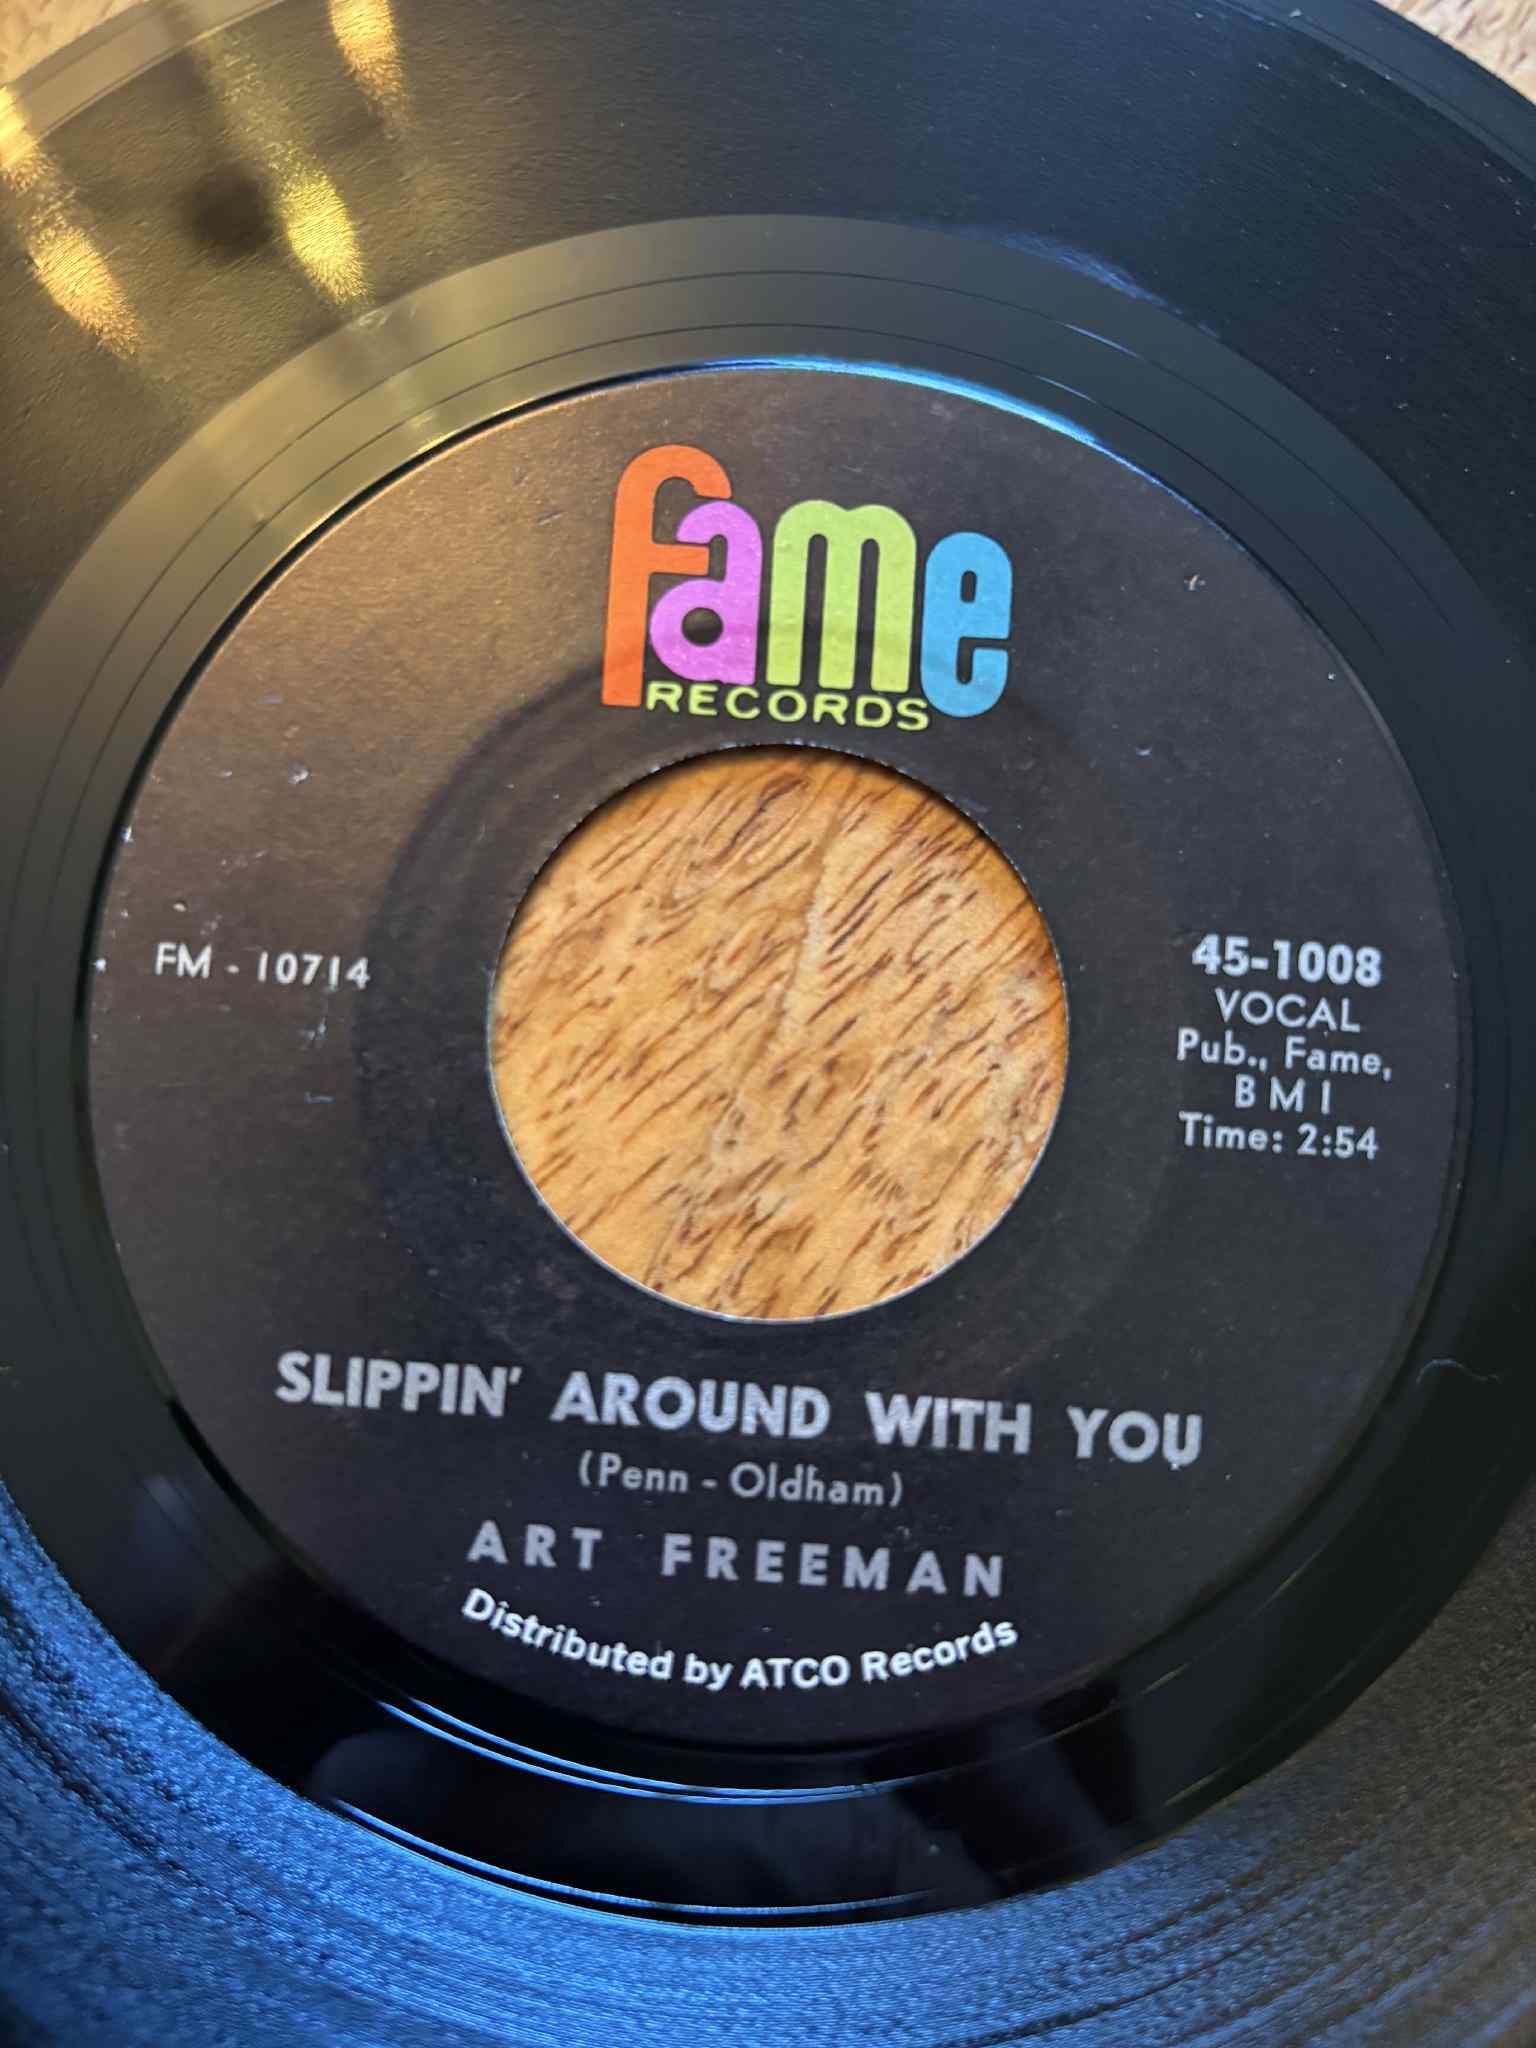 fame
RECORDS
FM - 10714
45-1008
VOCAL
Pub., Fame,
B M I
Time: 2:54
SLIPPIN' AROUND WITH YOU
(Penn - Oldham)
ART FREEMAN
Distributed by ATCO Records